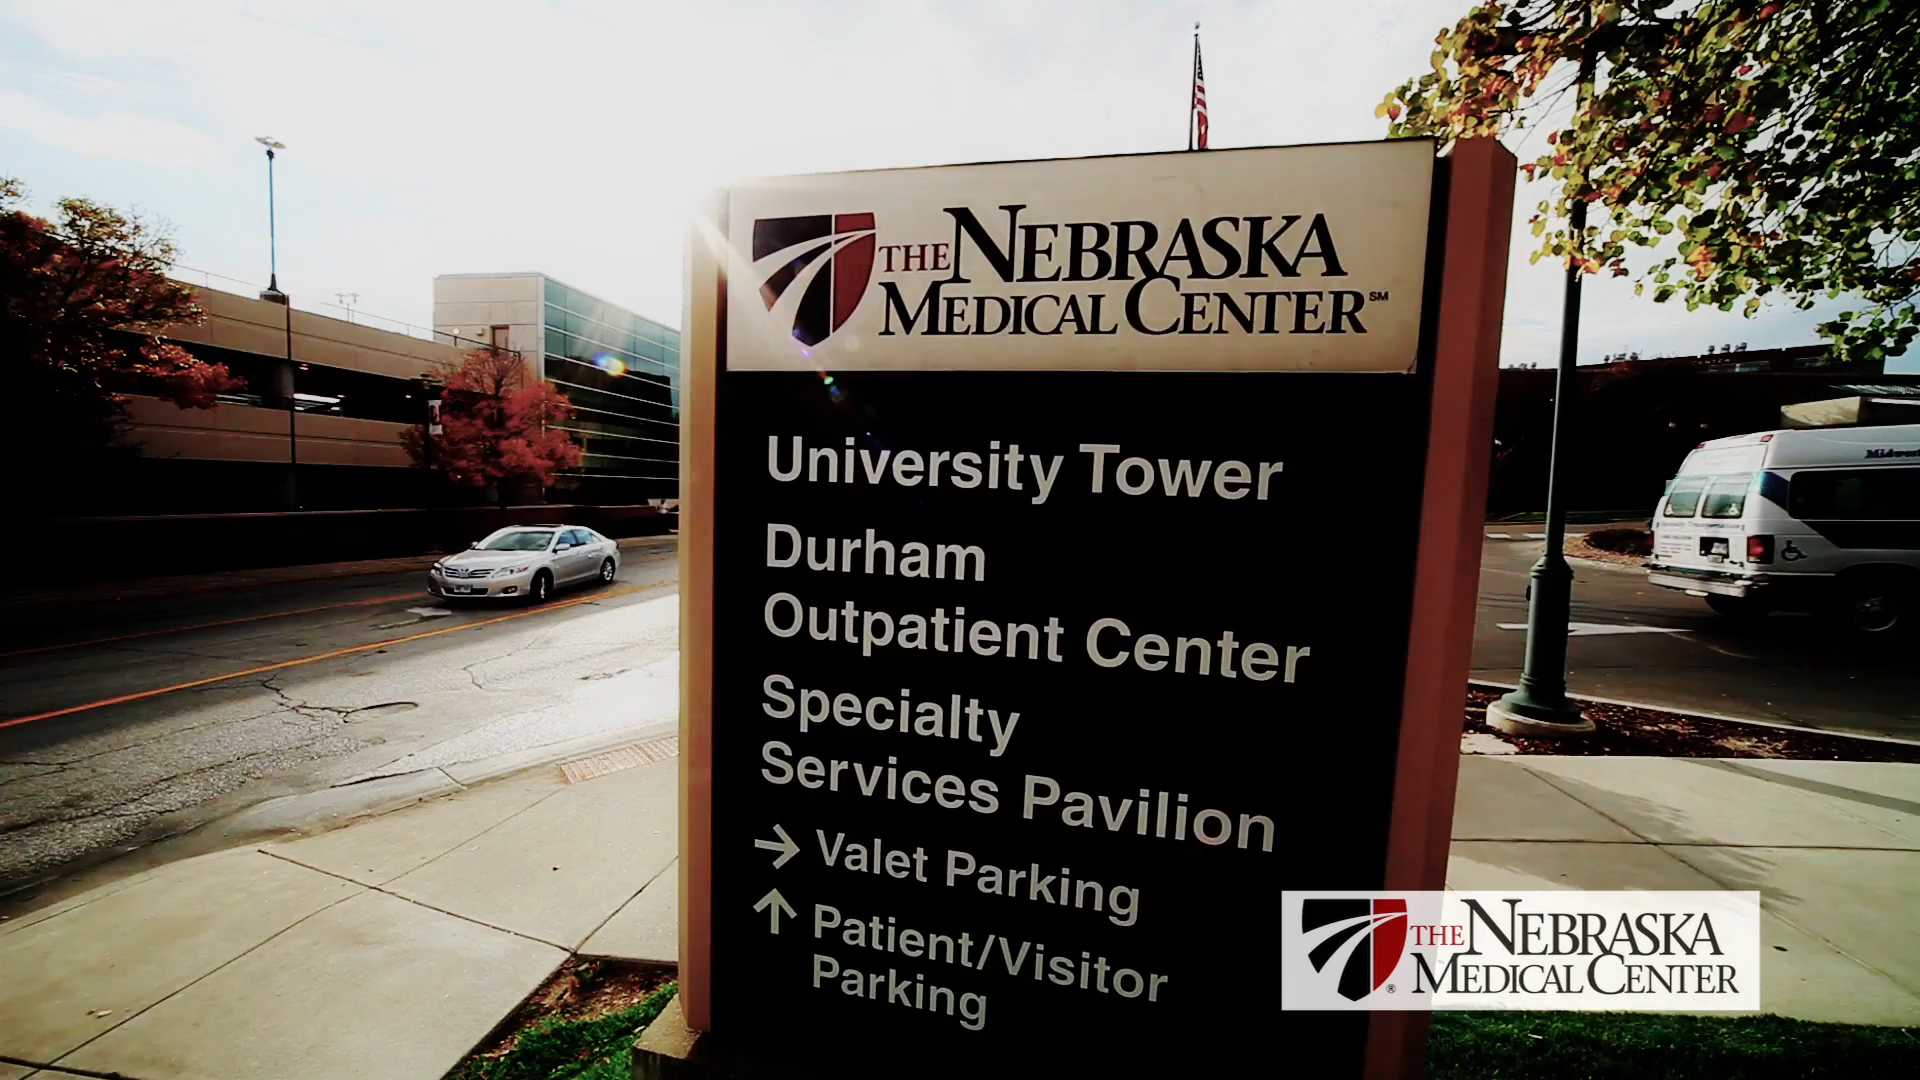 THE NEBRASKA
MEDICAL CENTER SM
University Tower
Durham
Outpatient Center
Specialty
Services Pavilion
→ Valet Parking
↑ Patient/Visitor
Parking
THE NEBRASKA
® MEDICAL CENTER